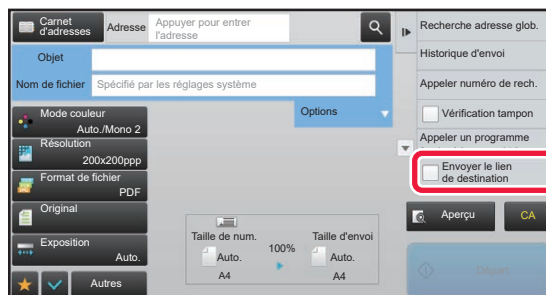 Carnet
d'adresses
Adresse
Appuyer pour entrer
l'adresse
Objet
Nom de fichier
Spécifié par les réglages système
Options
Mode couleur
Auto./Mono 2
Résolution
200x200ppp
Format de fichier
PDF
Original
Exposition
Auto.
Autres
Taille de num.
100%
Taille d'envoi
Auto.
Auto.
A4
A4
Recherche adresse glob.
Historique d'envoi
Appeler numéro de rech.
Vérification tampon
Appeler un programme
Envoyer le lien
de destination
Aperçu
CA
Départ